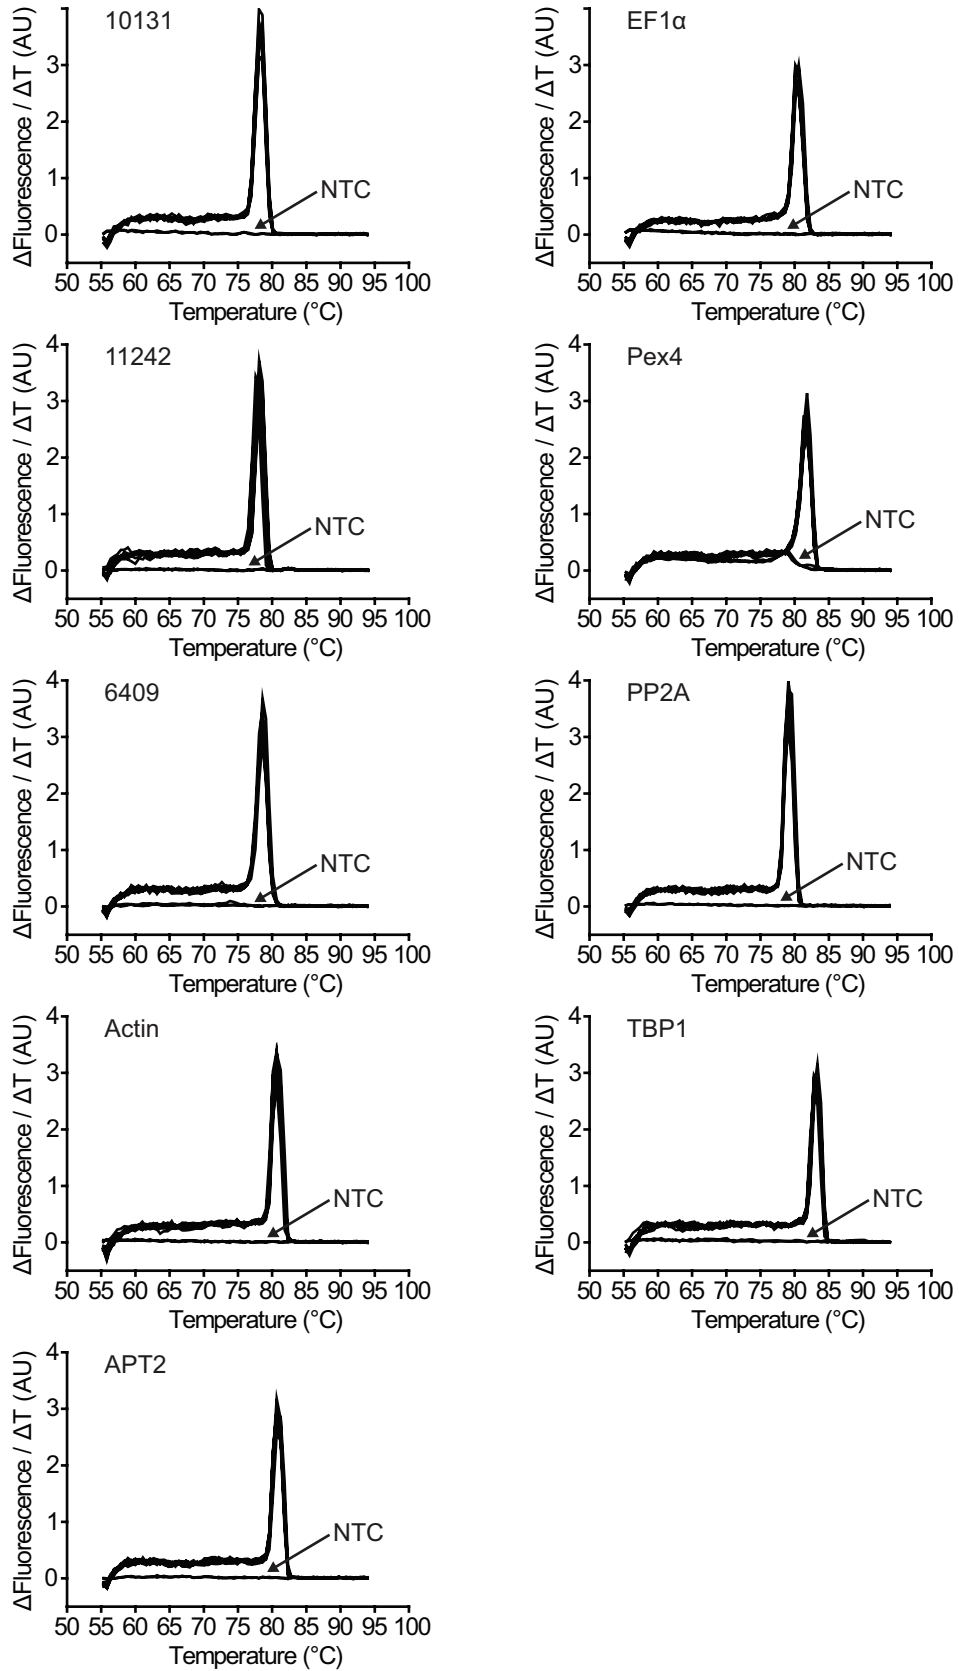 10131
ΔFluorescence / ΔT (AU)
3
2
1
0
NTC
50 55 60 65 70 75 80 85 90 95 100
Temperature (°C)
EF1α
ΔFluorescence / ΔT (AU)
3
2
1
0
NTC
50 55 60 65 70 75 80 85 90 95 100
Temperature (°C)
11242
ΔFluorescence / ΔT (AU)
4
3
2
1
0
NTC
50 55 60 65 70 75 80 85 90 95 100
Temperature (°C)
Pex4
ΔFluorescence / ΔT (AU)
4
3
2
1
0
NTC
50 55 60 65 70 75 80 85 90 95 100
Temperature (°C)
6409
ΔFluorescence / ΔT (AU)
4
3
2
1
0
NTC
50 55 60 65 70 75 80 85 90 95 100
Temperature (°C)
PP2A
ΔFluorescence / ΔT (AU)
4
3
2
1
0
NTC
50 55 60 65 70 75 80 85 90 95 100
Temperature (°C)
Actin
ΔFluorescence / ΔT (AU)
4
3
2
1
0
NTC
50 55 60 65 70 75 80 85 90 95 100
Temperature (°C)
TBP1
ΔFluorescence / ΔT (AU)
4
3
2
1
0
NTC
50 55 60 65 70 75 80 85 90 95 100
Temperature (°C)
APT2
ΔFluorescence / ΔT (AU)
4
3
2
1
0
NTC
50 55 60 65 70 75 80 85 90 95 100
Temperature (°C)